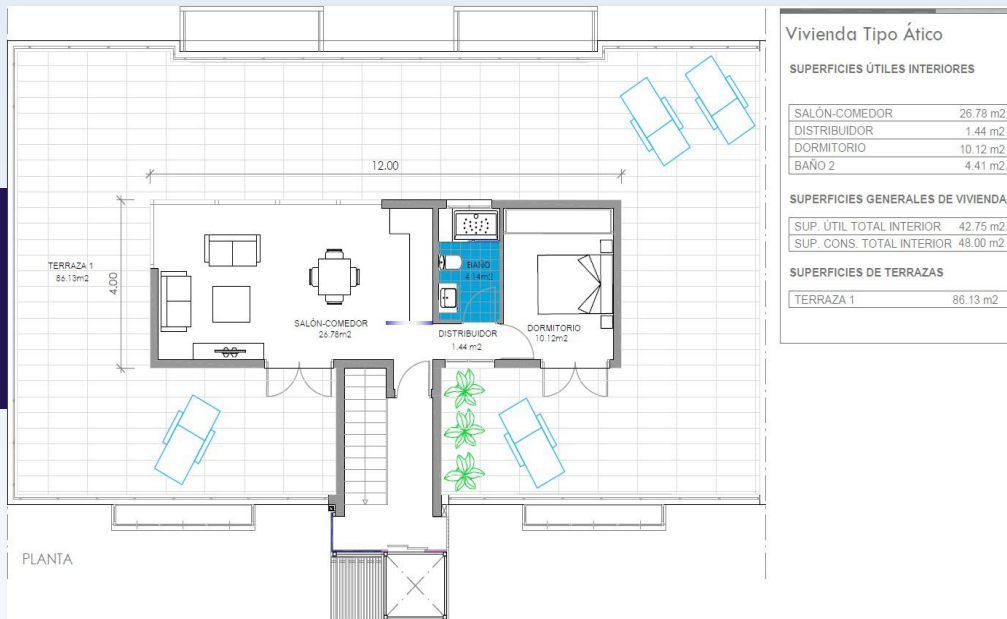 12.00
4.00
TERRAZA 1
86.13m2
BAÑO
4.14m2
SALÓN-COMEDOR
26.78m2
DISTRIBUIDOR
1.44 m2
DORMITORIO
10.12m2
PLANTA
Vivienda Tipo Ático
SUPERFICIES ÚTILES INTERIORES
SALÓN-COMEDOR 26.78 m2
DISTRIBUIDOR 1.44 m2
DORMITORIO 10.12 m2
BAÑO 2 4.41 m2.
SUPERFICIES GENERALES DE VIVIENDA
SUP. ÚTIL TOTAL INTERIOR 42.75 m2.
SUP. CONS. TOTAL INTERIOR 48.00 m2
SUPERFICIES DE TERRAZAS
TERRAZA 1 86.13 m2